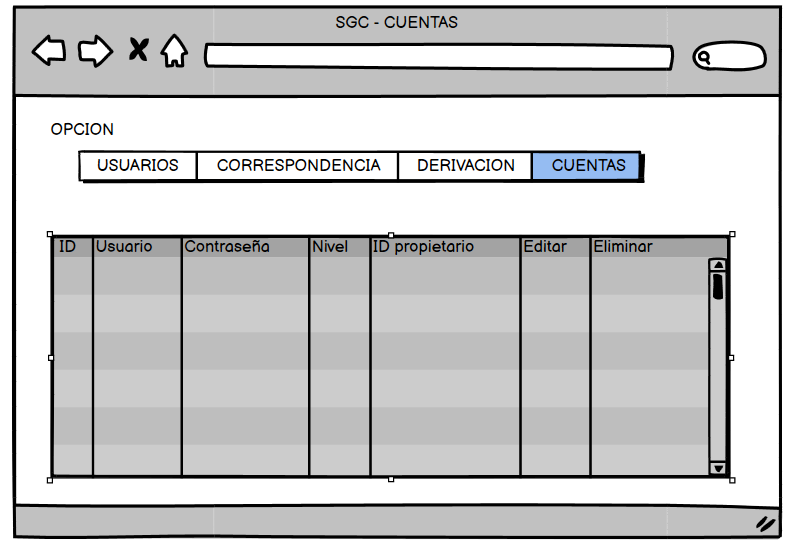 SGC - CUENTAS
OPCION
USUARIOS CORRESPONDENCIA DERIVACION CUENTAS
ID Usuario Contraseña Nivel ID propietario Editar Eliminar